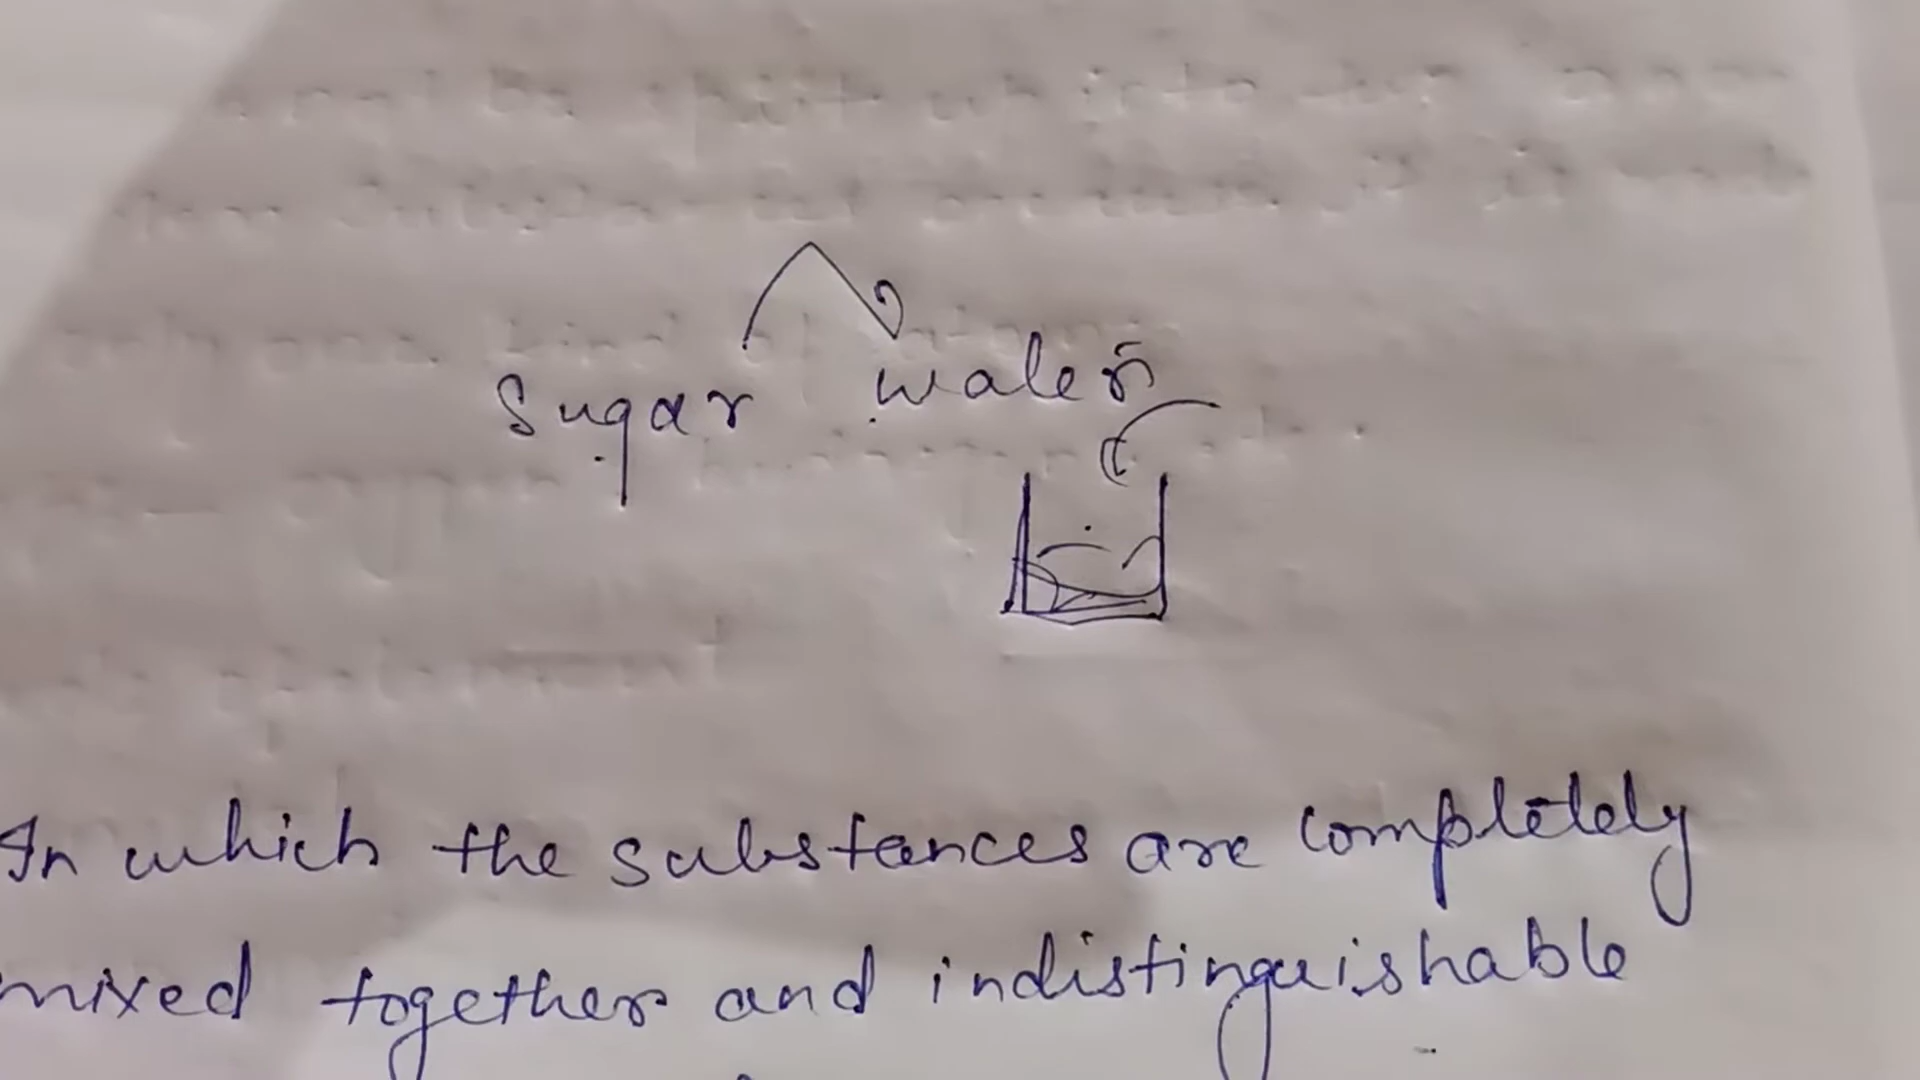 Sugar water
In which the substances are completely
mixed together and indistinguishable